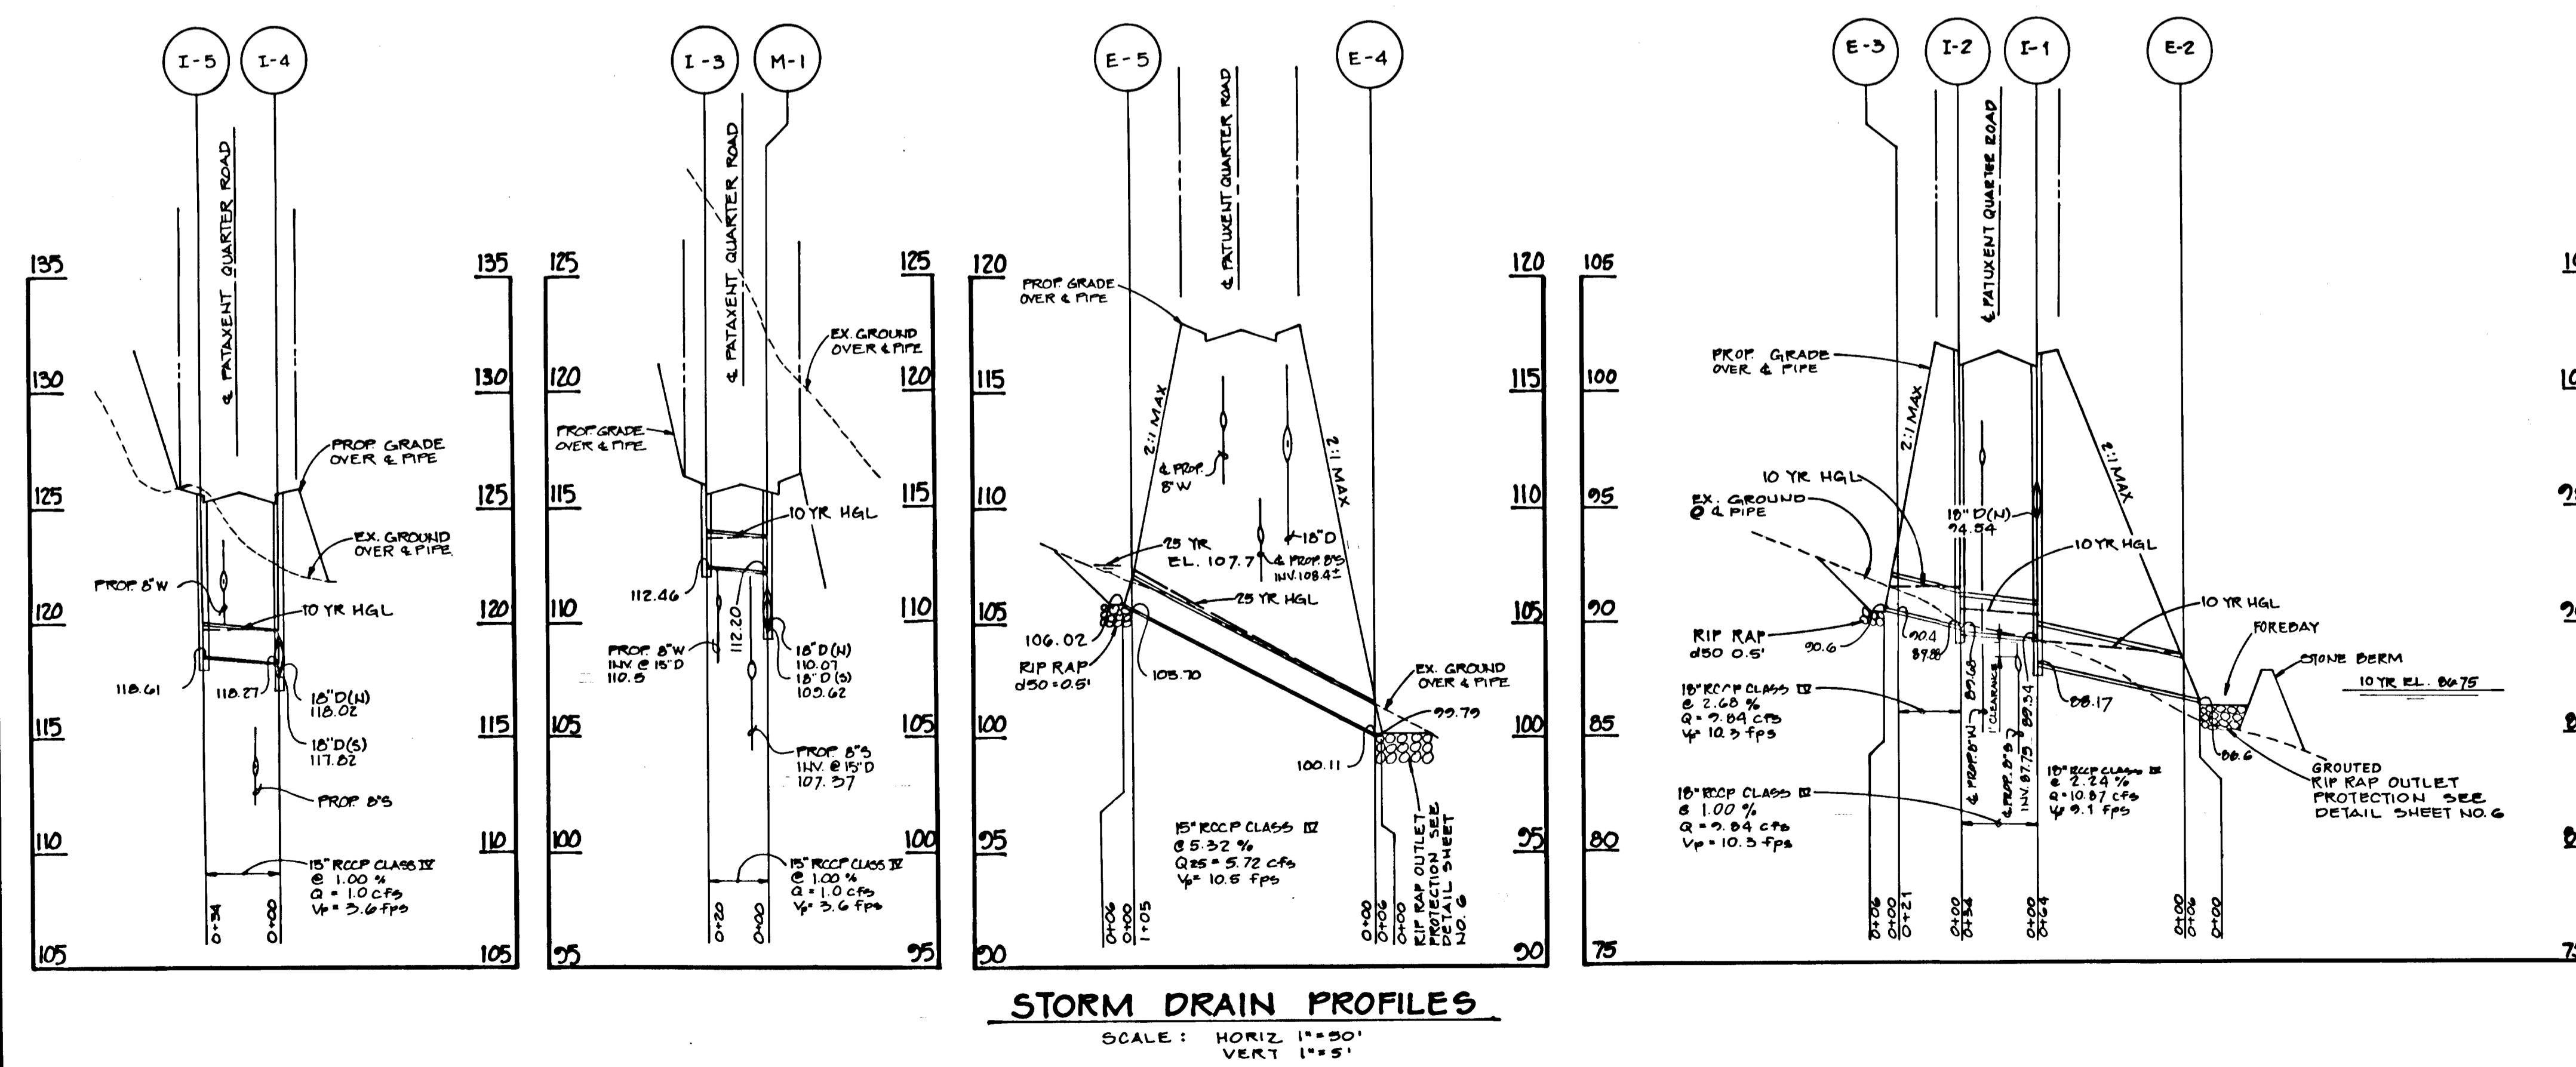 I-5
I-4
℄ PATAXENT QUARTER ROAD
135
135
130
130
125
125
120
120
115
115
110
110
105
105
PROP. GRADE
OVER ℄ PIPE
EX. GROUND
OVER ℄ PIPE
PROP. 8"W
10 YR HGL
118.61
118.27
18"D(N)
118.02
18"D(S)
117.82
PROP. 8"S
15" RCCP CLASS IV
@ 1.00 %
Q = 1.0 cfs
Vp = 3.6 fps
0+34
0+00
I-3
M-1
℄ PATAXENT QUARTER ROAD
125
125
120
120
115
115
110
110
105
105
100
100
95
95
EX. GROUND
OVER ℄ PIPE
PROP. GRADE
OVER ℄ PIPE
10 YR HGL
112.46
112.20
PROP. 8"W
INV. @ 15"D
110.5
18"D(N)
110.07
18"D(S)
109.62
PROP. 8"S
INV. @ 15"D
107.37
15" RCCP CLASS IV
@ 1.00 %
Q = 1.0 cfs
Vp = 3.6 fps
0+20
0+00
E-5
E-4
℄ PATUXENT QUARTER ROAD
120
120
115
115
110
110
105
105
100
100
95
95
90
90
PROP. GRADE
OVER ℄ PIPE
2:1 MAX
2:1 MAX
℄ PROP.
8"W
18"D
25 YR
EL. 107.7
℄ PROP. 8"S
INV. 108.4±
25 YR HGL
106.02
RIP RAP
d50 = 0.5'
105.70
EX. GROUND
OVER ℄ PIPE
99.79
100.11
15" RCCP CLASS IV
@ 5.32 %
Q25 = 5.72 cfs
Vp = 10.5 fps
RIP RAP OUTLET
PROTECTION SEE
DETAIL SHEET
NO. 6
0+06
0+00
1+05
0+00
0+06
0+00
E-3
I-2
I-1
E-2
℄ PATUXENT QUARTER ROAD
105
100
95
90
85
80
75
PROP. GRADE
OVER ℄ PIPE
2:1 MAX
2:1 MAX
10 YR HGL
EX. GROUND
@ ℄ PIPE
18"D(N)
94.54
10 YR HGL
10 YR HGL
FOREBAY
STONE BERM
10 YR EL. 86.75
RIP RAP
d50 0.5'
90.6
90.4
89.88
89.68
89.34
88.17
86.6
1' CLEARANCE
℄ PROP. 8"W
℄ PROP. 8"S
INV. 87.75
18" RCCP CLASS IV
@ 2.68 %
Q = 9.84 cfs
Vp = 10.3 fps
18" RCCP CLASS IV
@ 1.00 %
Q = 9.84 cfs
Vp = 10.3 fps
18" RCCP CLASS IV
@ 2.24 %
Q = 10.87 cfs
Vp 9.1 fps
GROUTED
RIP RAP OUTLET
PROTECTION SEE
DETAIL SHEET NO. 6
0+06
0+00
0+21
0+00
0+34
0+00
0+64
0+00
0+06
0+00
STORM DRAIN PROFILES
SCALE: HORIZ 1"=50'
VERT 1"=5'